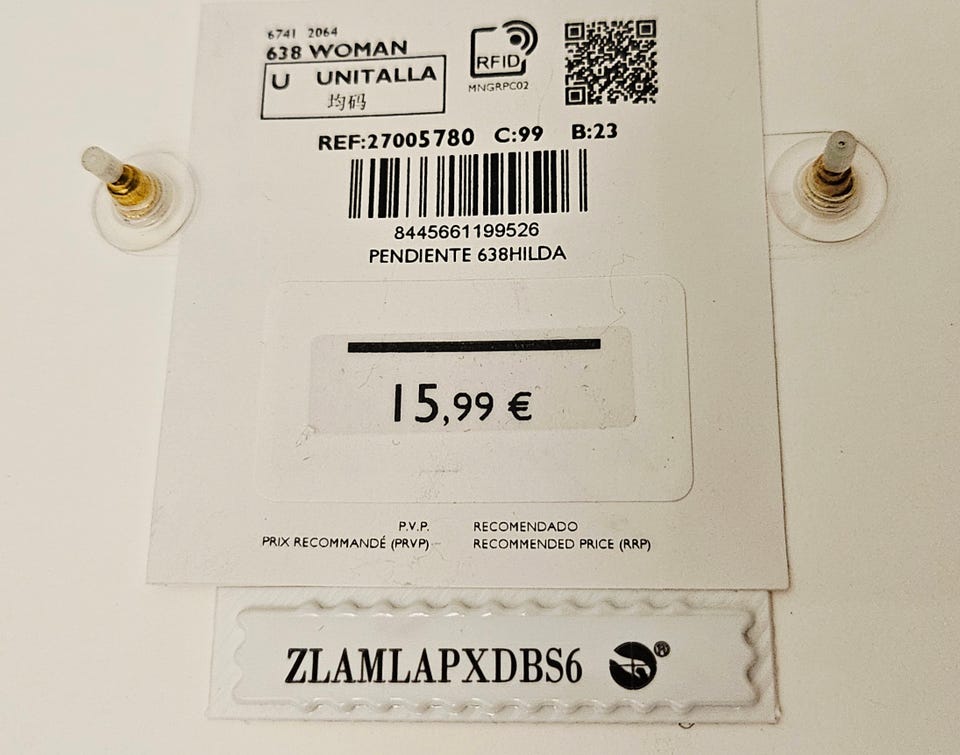 6741 2064
638 WOMAN
U UNITALLA
均码
RFID
MNGRPC02
REF:27005780 C:99 B:23
8445661199526
PENDIENTE 638HILDA
15,99 €
P.V.P. RECOMENDADO
PRIX RECOMMANDÉ (PRVP) RECOMMENDED PRICE (RRP)
ZLAMLAPXDBS6 ®